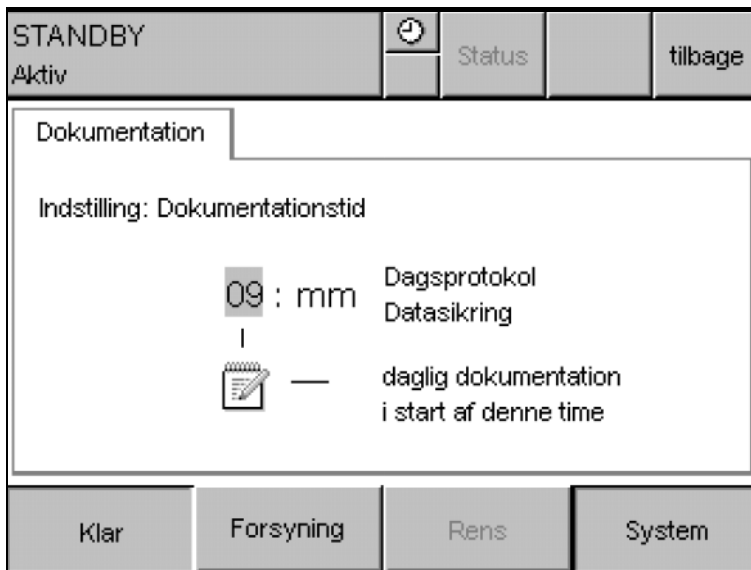 STANDBY
Aktiv
Status
tilbage
Dokumentation
Indstilling: Dokumentationstid
09 : mm
Dagsprotokol
Datasikring
daglig dokumentation
i start af denne time
Klar
Forsyning
Rens
System